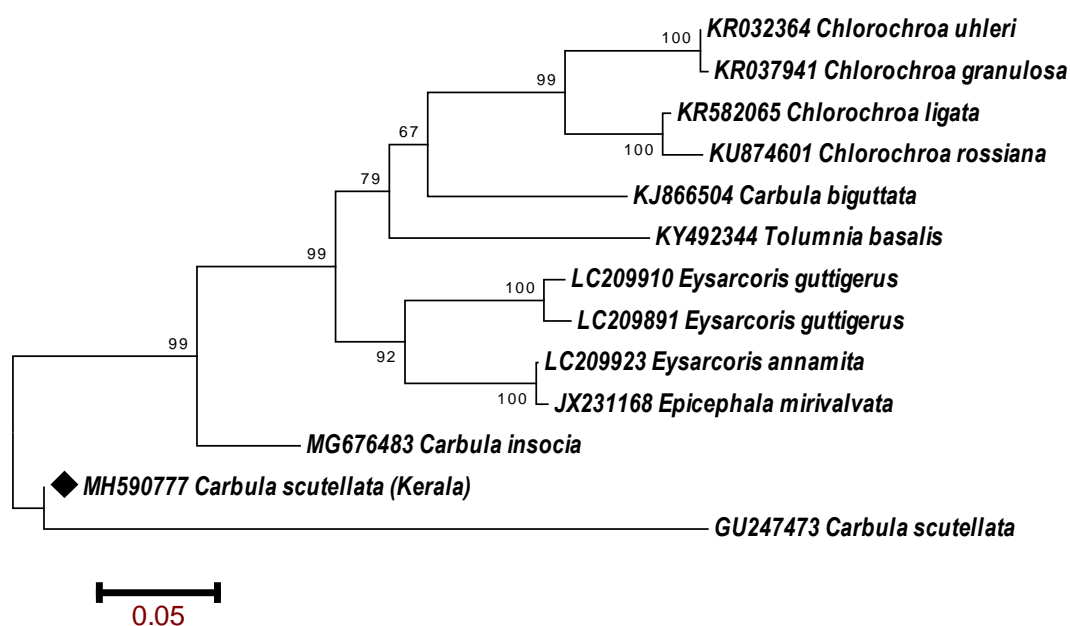 100
KR032364 Chlorochroa uhleri
KR037941 Chlorochroa granulosa
99
KR582065 Chlorochroa ligata
100
KU874601 Chlorochroa rossiana
67
KJ866504 Carbula biguttata
79
KY492344 Tolumnia basalis
99
100
LC209910 Eysarcoris guttigerus
LC209891 Eysarcoris guttigerus
92
LC209923 Eysarcoris annamita
100
JX231168 Epicephala mirivalvata
99
MG676483 Carbula insocia
MH590777 Carbula scutellata (Kerala)
GU247473 Carbula scutellata
0.05